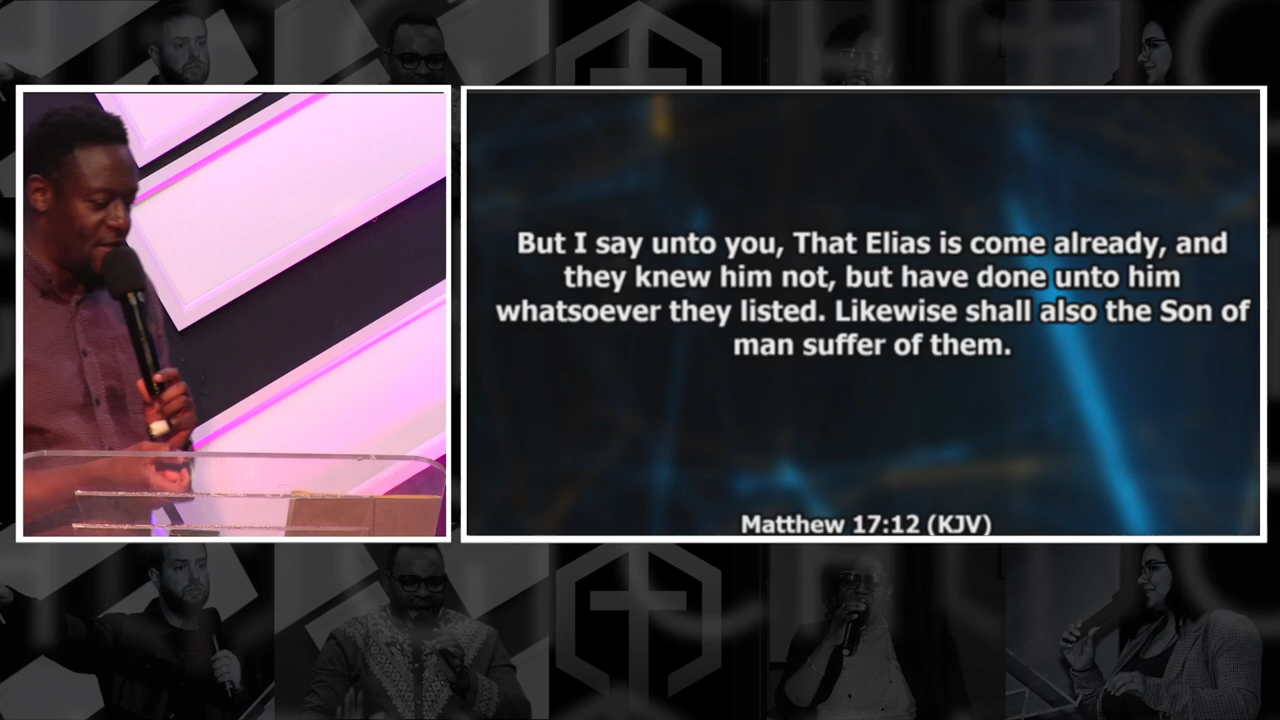 But I say unto you, That Elias is come already, and
they knew him not, but have done unto him
whatsoever they listed. Likewise shall also the Son of
man suffer of them.
Matthew 17:12 (KJV)